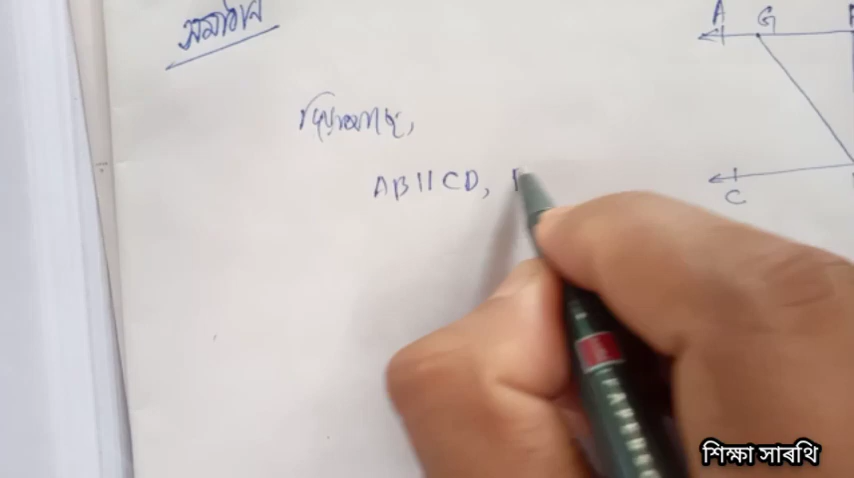 সমাধান
দিয়া আছে,
AB || CD,
A G
C
শিক্ষা সাৰথি